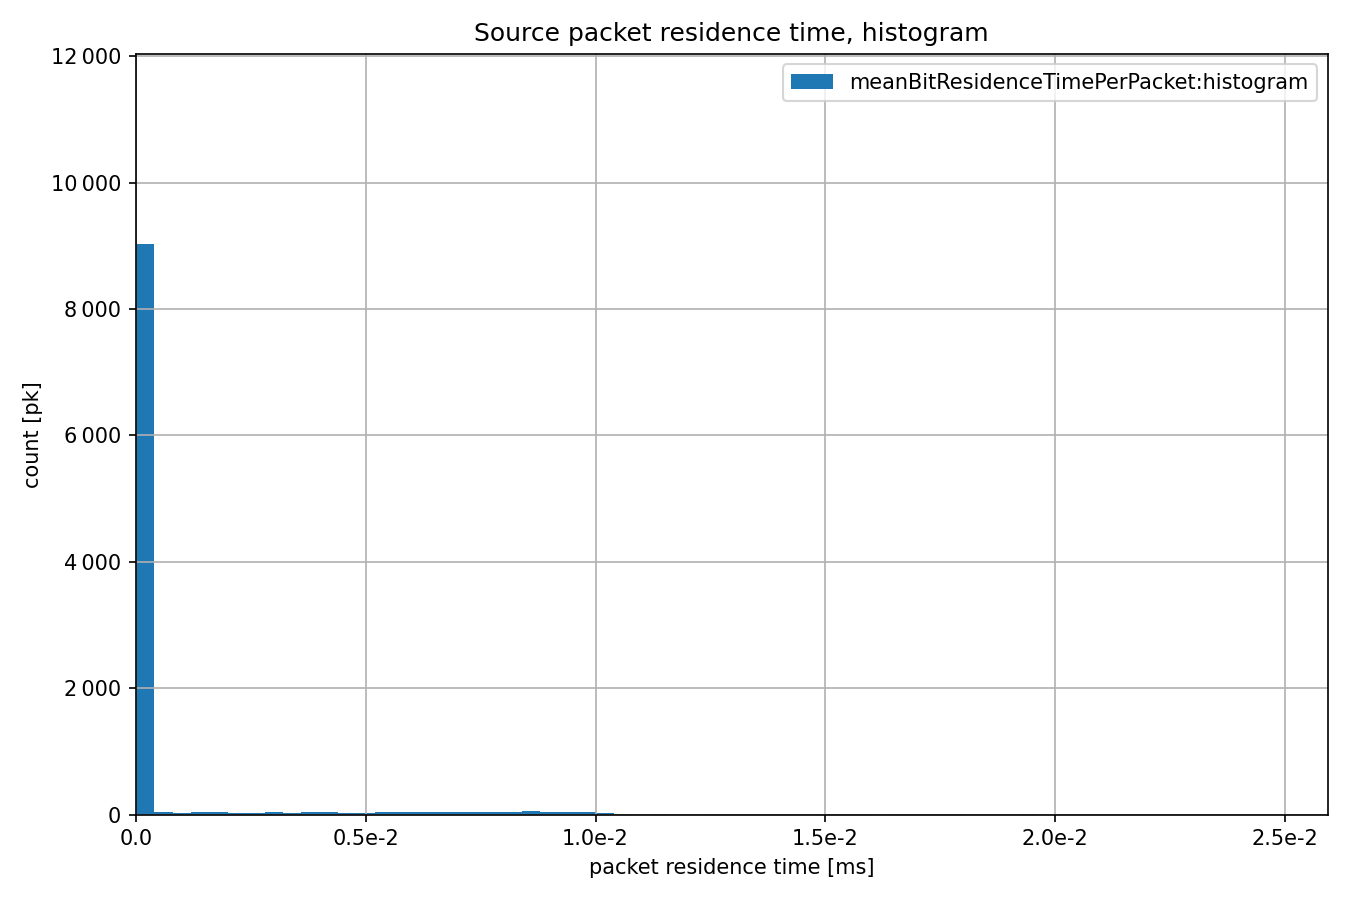 Source packet residence time, histogram
meanBitResidenceTimePerPacket:histogram
12 000
10 000
8 000
6 000
4 000
2 000
0
count [pk]
0.0 0.5e-2 1.0e-2 1.5e-2 2.0e-2 2.5e-2
packet residence time [ms]